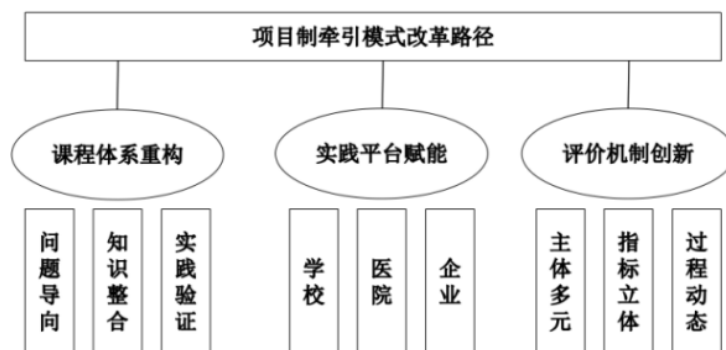 项目制牵引模式改革路径
课程体系重构
实践平台赋能
评价机制创新
问题导向
知识整合
实践验证
学校
医院
企业
主体多元
指标立体
过程动态